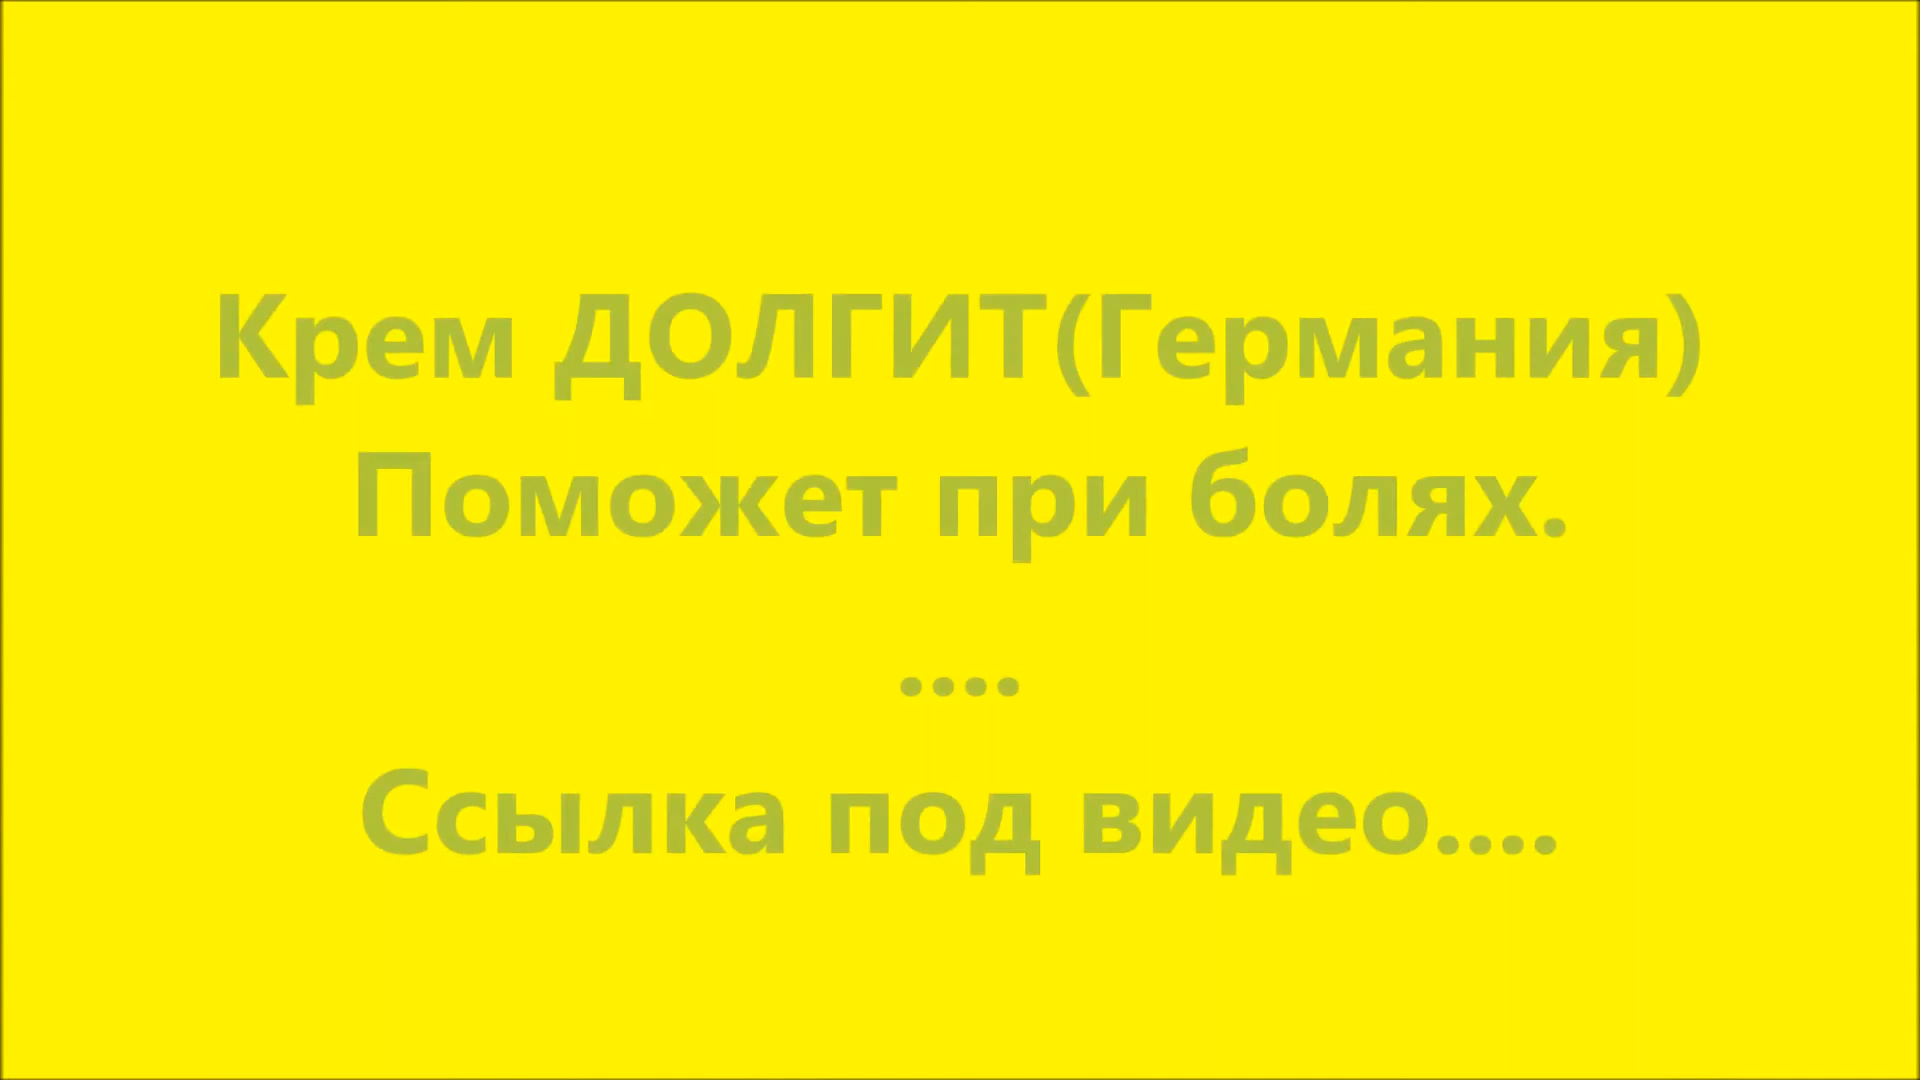 Крем ДОЛГИТ(Германия)
Поможет при болях.
....
Ссылка под видео....